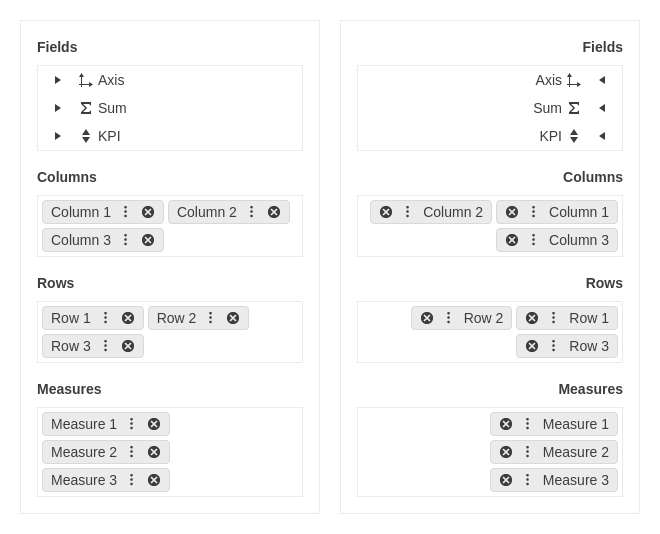 Fields
Axis
Sum
KPI
Columns
Column 1 Column 2
Column 3
Rows
Row 1 Row 2
Row 3
Measures
Measure 1
Measure 2
Measure 3
Fields
Axis
Sum
KPI
Columns
Column 2 Column 1
Column 3
Rows
Row 2 Row 1
Row 3
Measures
Measure 1
Measure 2
Measure 3